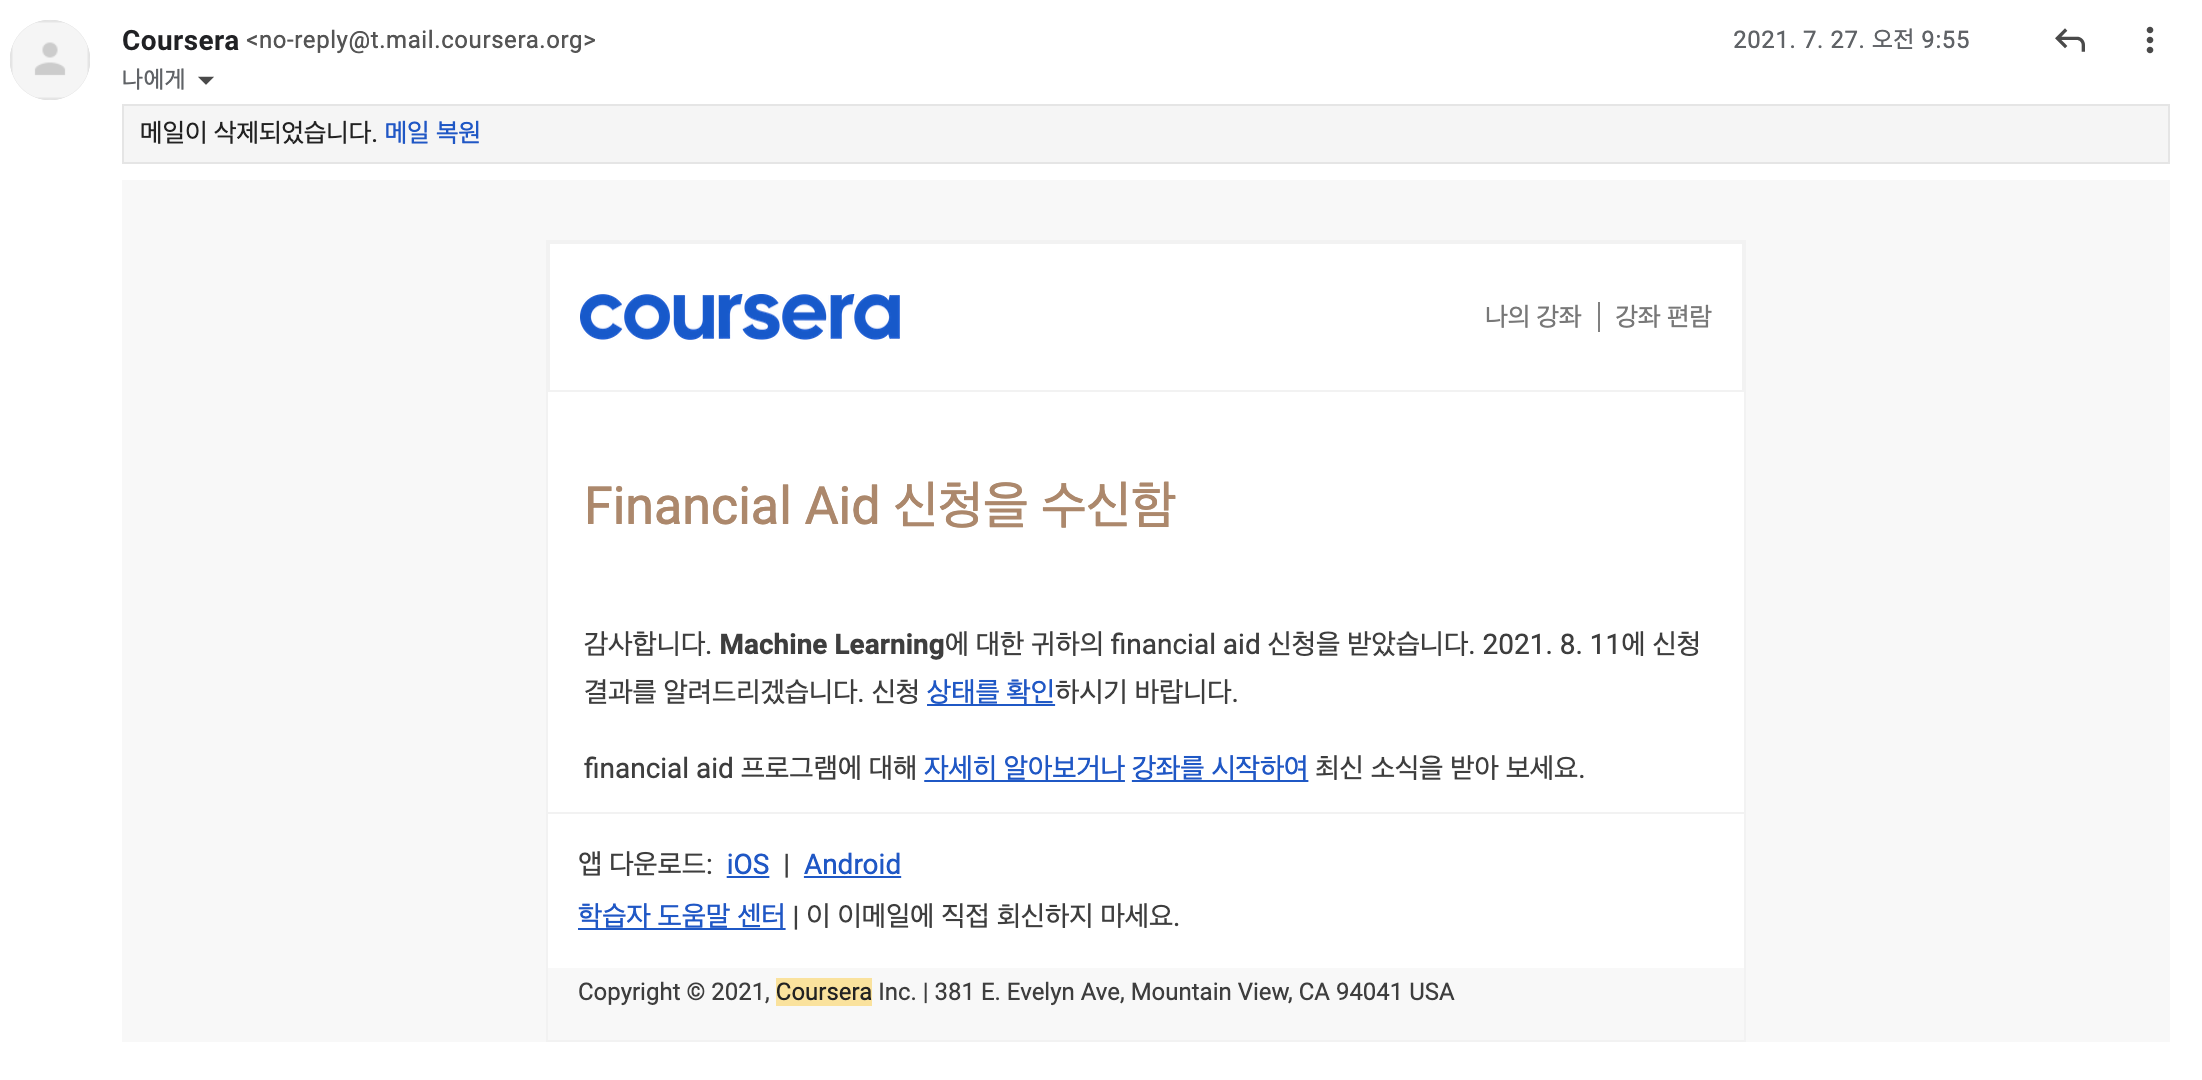 Coursera <no-reply@t.mail.coursera.org>
2021. 7. 27. 오전 9:55
나에게
메일이 삭제되었습니다. 메일 복원
coursera
나의 강좌 | 강좌 편람
Financial Aid 신청을 수신함
감사합니다. Machine Learning에 대한 귀하의 financial aid 신청을 받았습니다. 2021. 8. 11에 신청
결과를 알려드리겠습니다. 신청 상태를 확인하시기 바랍니다.
financial aid 프로그램에 대해 자세히 알아보거나 강좌를 시작하여 최신 소식을 받아 보세요.
앱 다운로드: iOS | Android
학습자 도움말 센터 | 이 이메일에 직접 회신하지 마세요.
Copyright © 2021, Coursera Inc. | 381 E. Evelyn Ave, Mountain View, CA 94041 USA